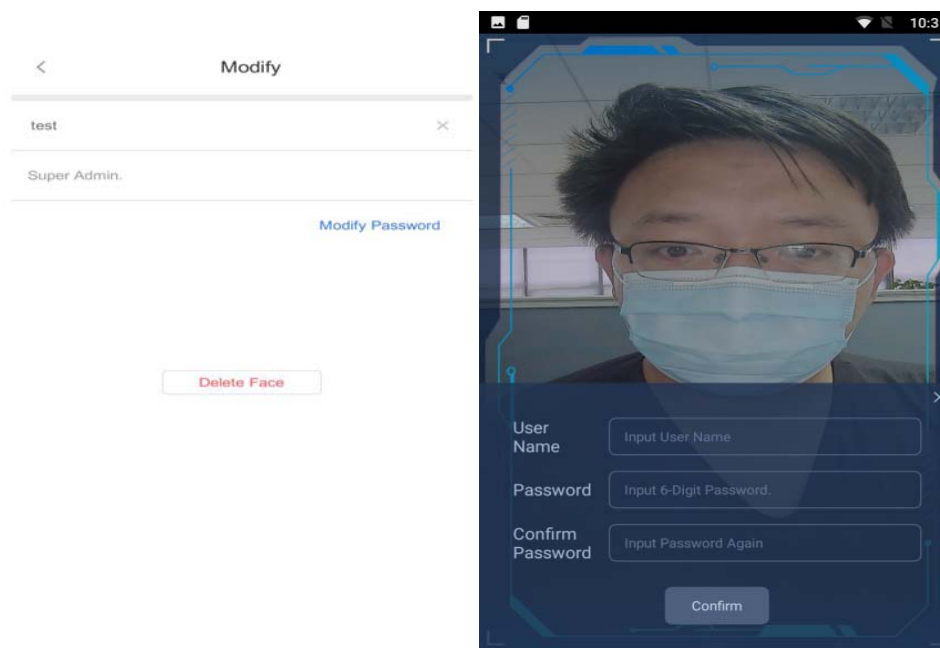 Modify
test
Super Admin.
Modify Password
Delete Face
10:3
User
Name
Input User Name
Password
Input 6-Digit Password.
Confirm
Password
Input Password Again
Confirm